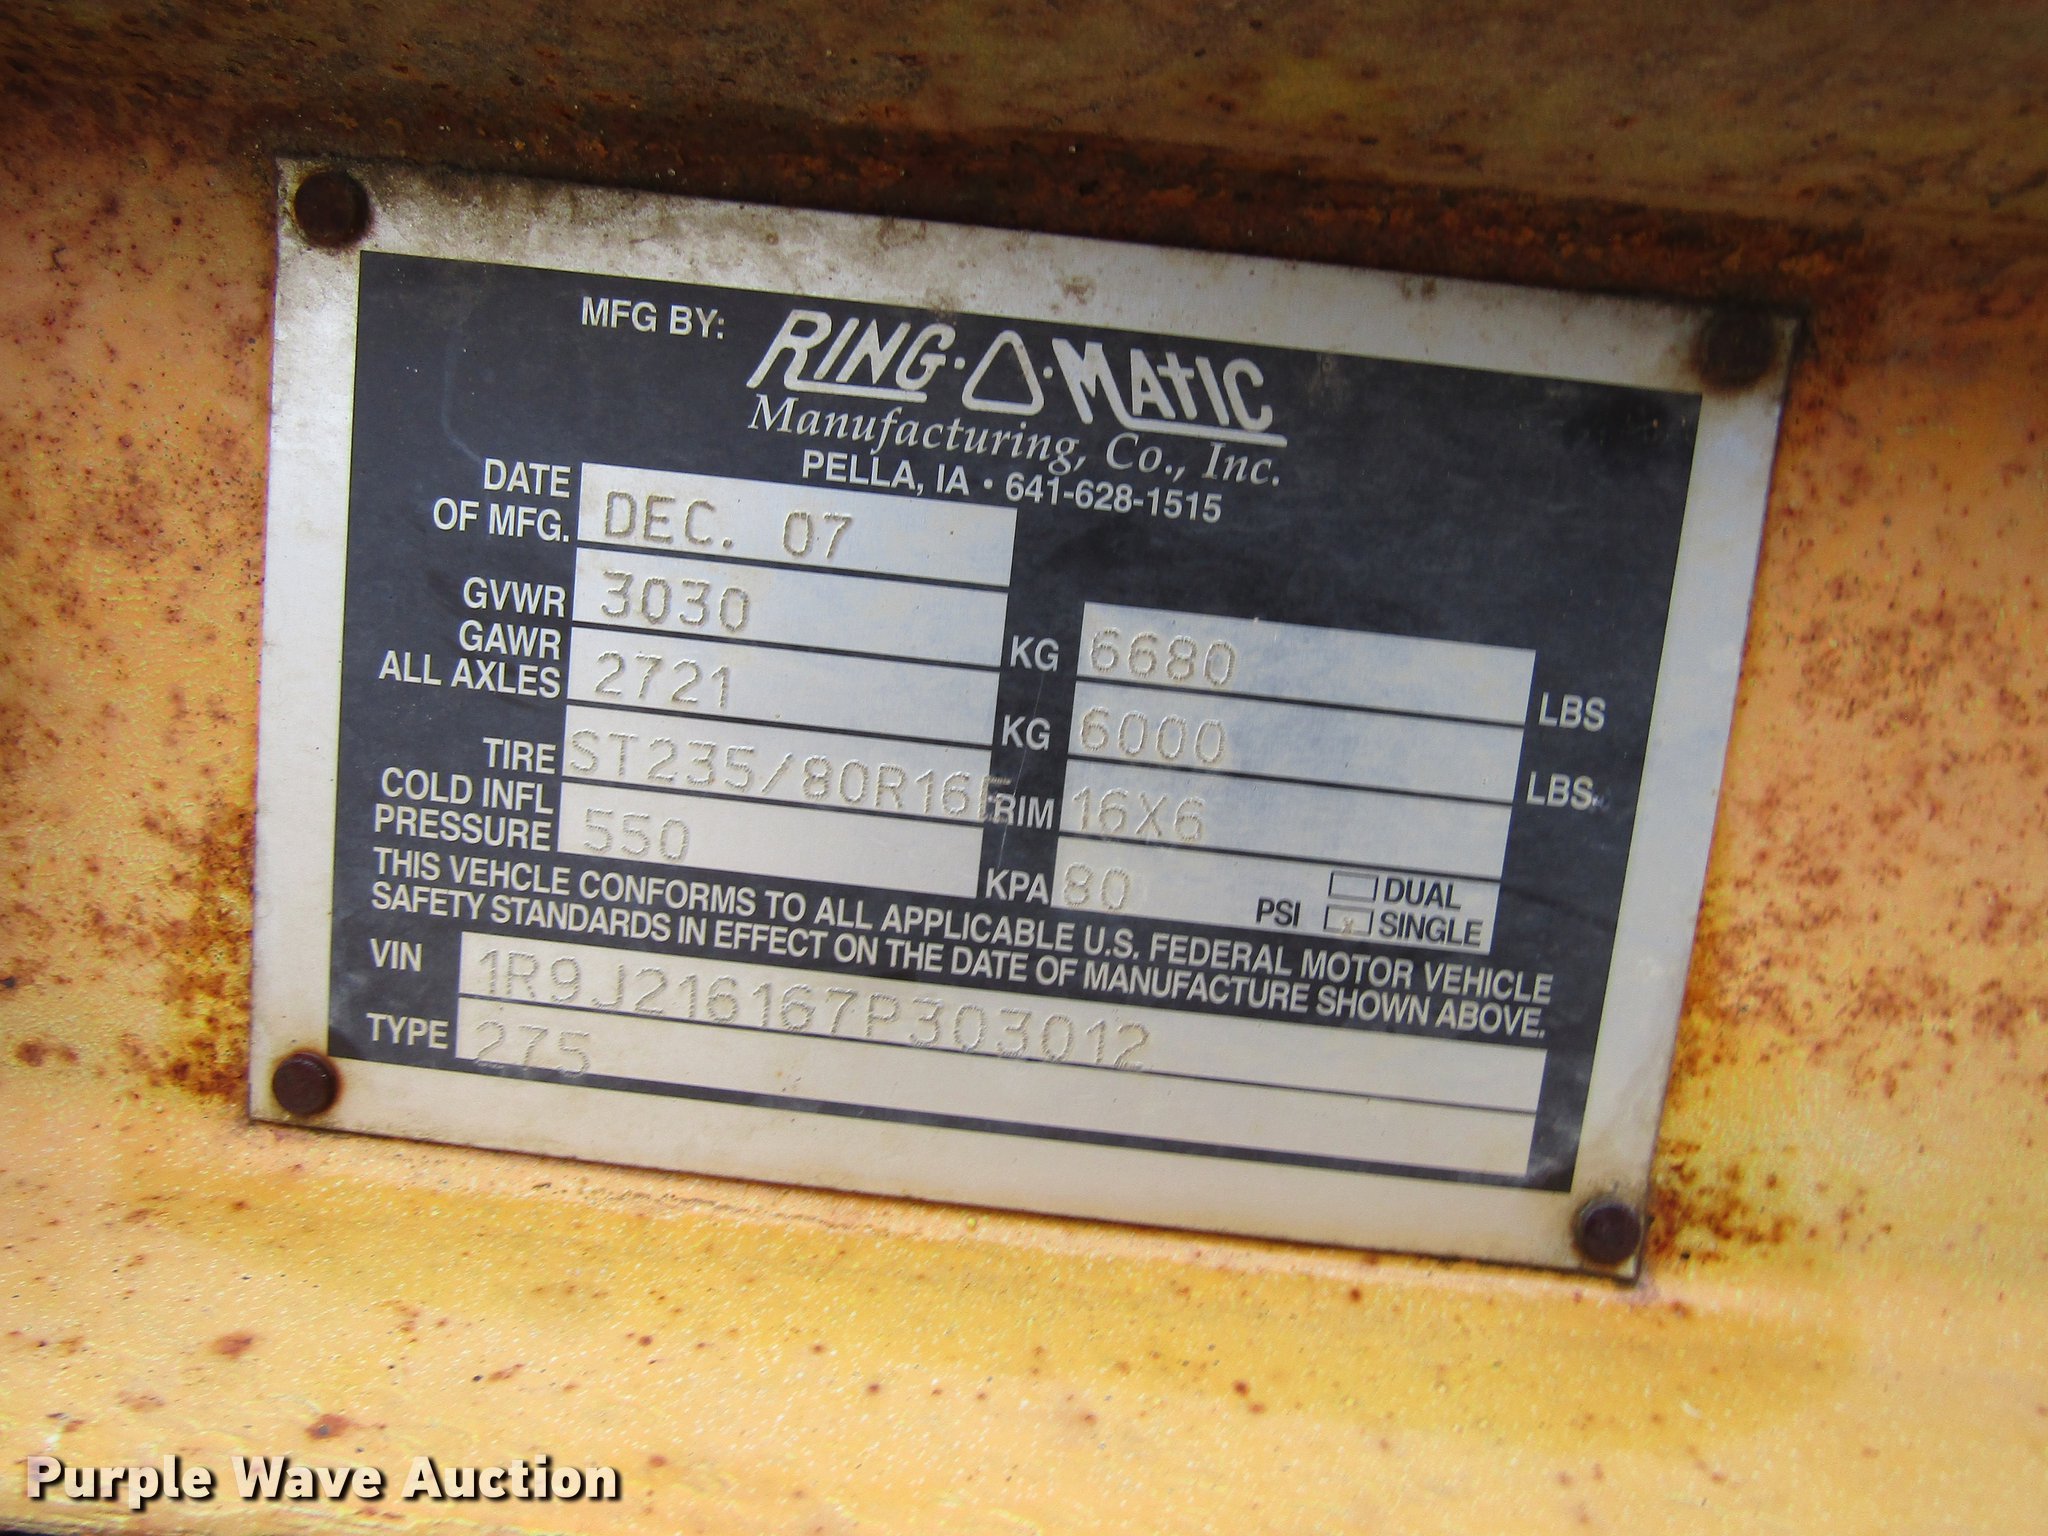 MFG BY: RING·O·MATIC
Manufacturing, Co., Inc.
PELLA, IA • 641-628-1515
DATE OF MFG. DEC. 07
GVWR 3030 KG 6680 LBS
GAWR ALL AXLES 2721 KG 6000 LBS.
TIRE ST235/80R16E RIM 16X6
COLD INFL PRESSURE 550 KPA 80 PSI DUAL
x SINGLE
THIS VEHCLE CONFORMS TO ALL APPLICABLE U.S. FEDERAL MOTOR VEHICLE
SAFETY STANDARDS IN EFFECT ON THE DATE OF MANUFACTURE SHOWN ABOVE.
VIN 1R9J216167P303012
TYPE 275
Purple Wave Auction